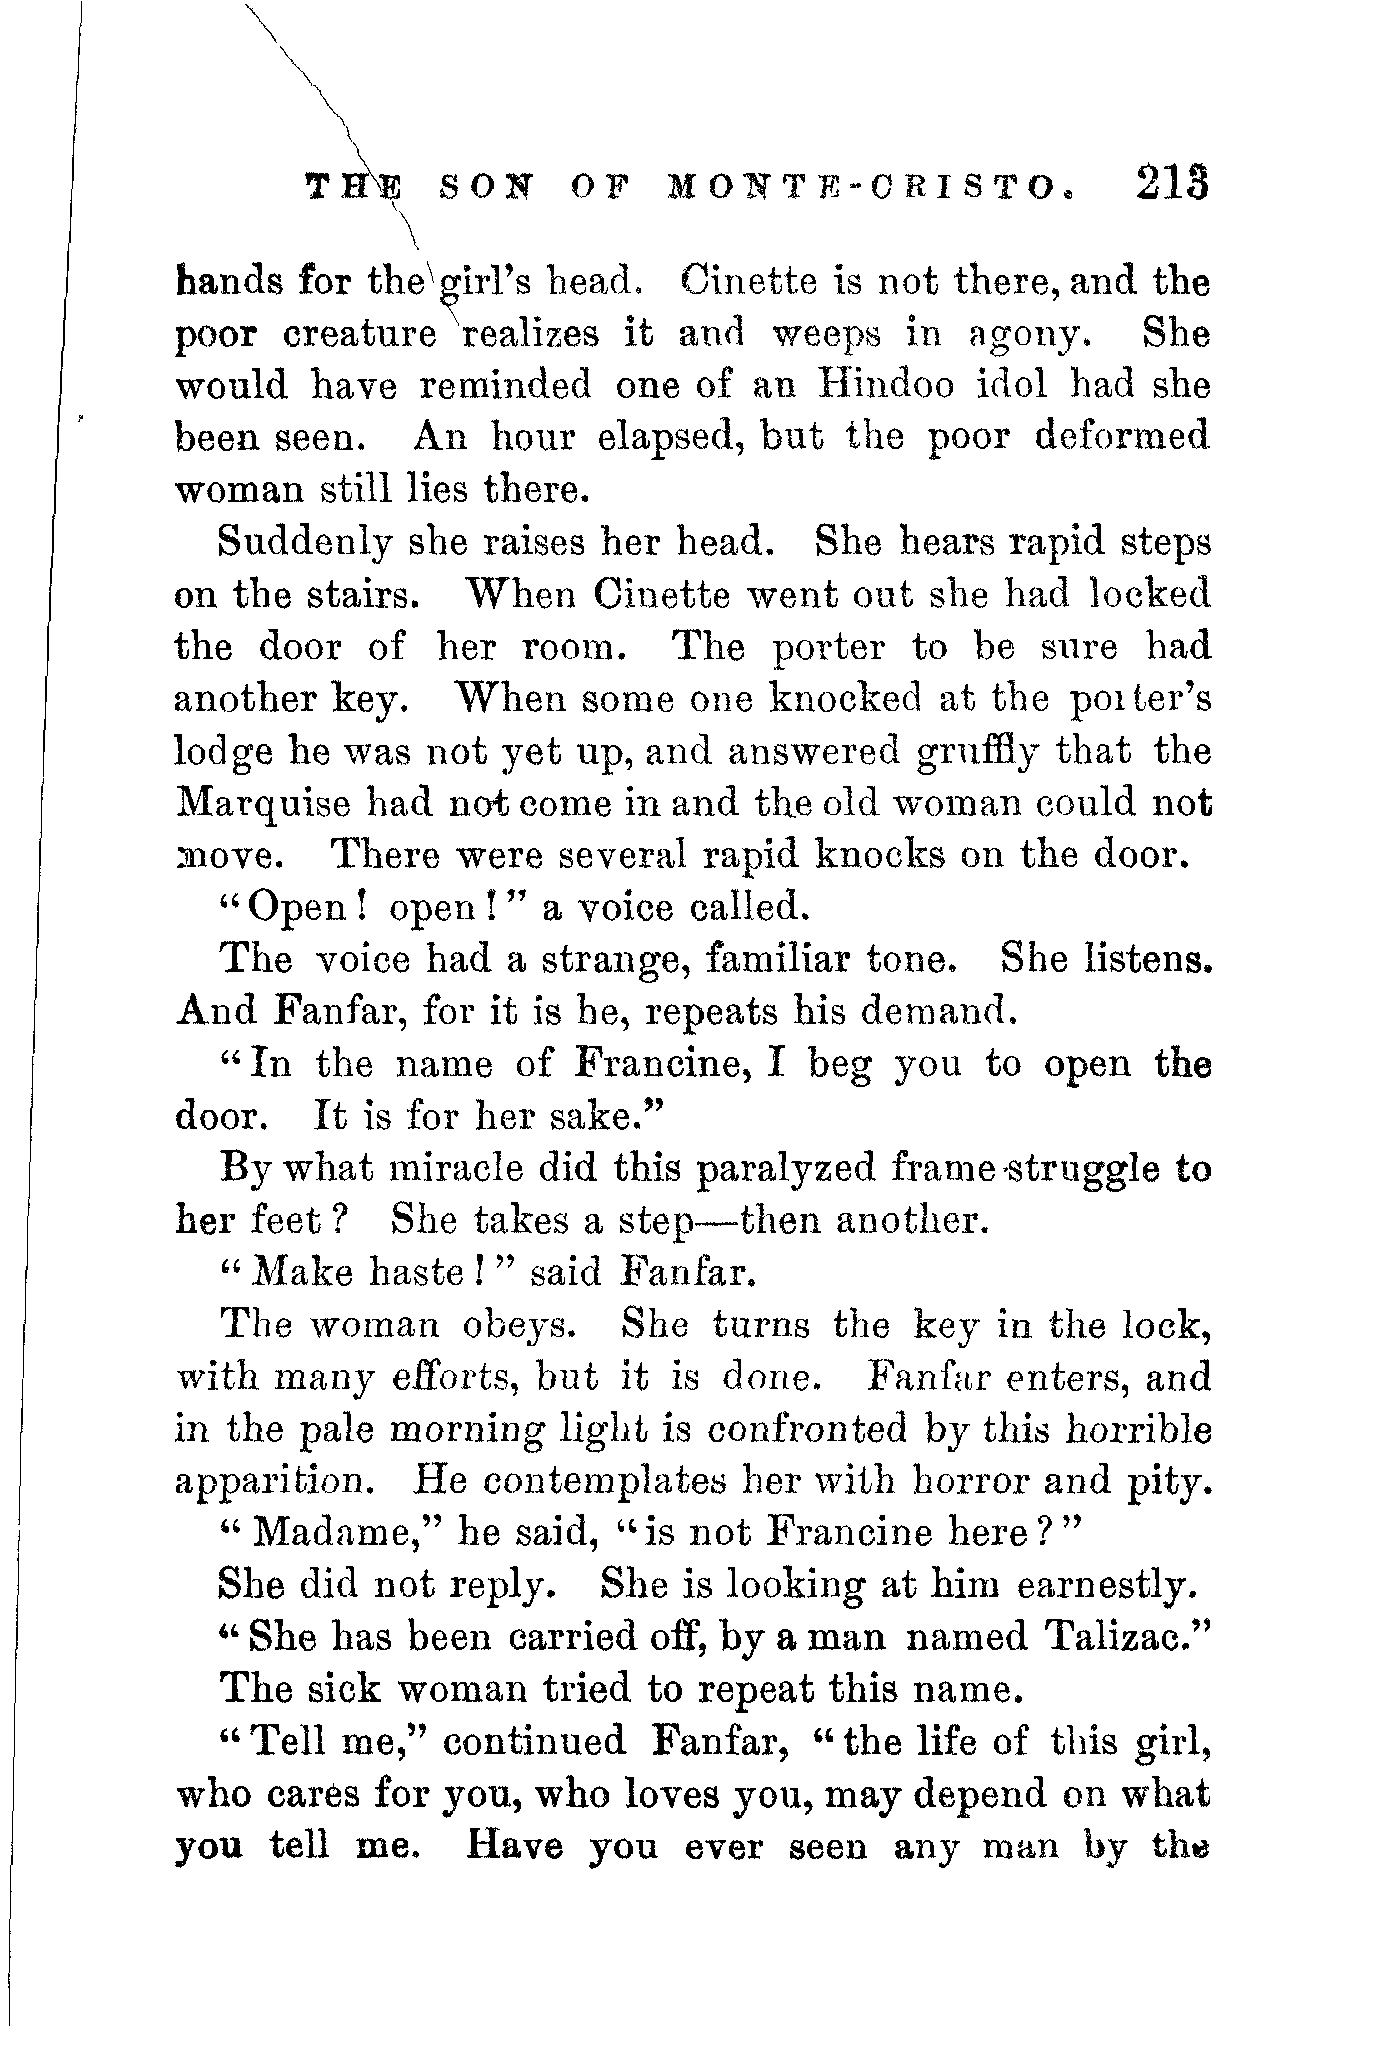 THE SON OF MONTE-CRISTO. 213
hands for the girl's head. Cinette is not there, and the
poor creature realizes it and weeps in agony. She
would have reminded one of an Hindoo idol had she
been seen. An hour elapsed, but the poor deformed
woman still lies there.
Suddenly she raises her head. She hears rapid steps
on the stairs. When Cinette went out she had locked
the door of her room. The porter to be sure had
another key. When some one knocked at the porter's
lodge he was not yet up, and answered gruffly that the
Marquise had not come in and the old woman could not
move. There were several rapid knocks on the door.
"Open! open!" a voice called.
The voice had a strange, familiar tone. She listens.
And Fanfar, for it is he, repeats his demand.
"In the name of Francine, I beg you to open the
door. It is for her sake."
By what miracle did this paralyzed frame struggle to
her feet? She takes a step—then another.
"Make haste!" said Fanfar.
The woman obeys. She turns the key in the lock,
with many efforts, but it is done. Fanfar enters, and
in the pale morning light is confronted by this horrible
apparition. He contemplates her with horror and pity.
"Madame," he said, "is not Francine here?"
She did not reply. She is looking at him earnestly.
"She has been carried off, by a man named Talizac."
The sick woman tried to repeat this name.
"Tell me," continued Fanfar, "the life of this girl,
who cares for you, who loves you, may depend on what
you tell me. Have you ever seen any man by the